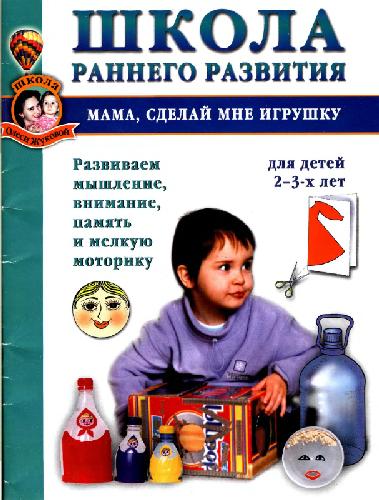 ШКОЛА
РАННЕГО РАЗВИТИЯ
ШКОЛА
Олеси Жуковой
МАМА, СДЕЛАЙ МНЕ ИГРУШКУ
Развиваем
мышление,
внимание,
память
и мелкую
моторику
для детей
2–3-х лет